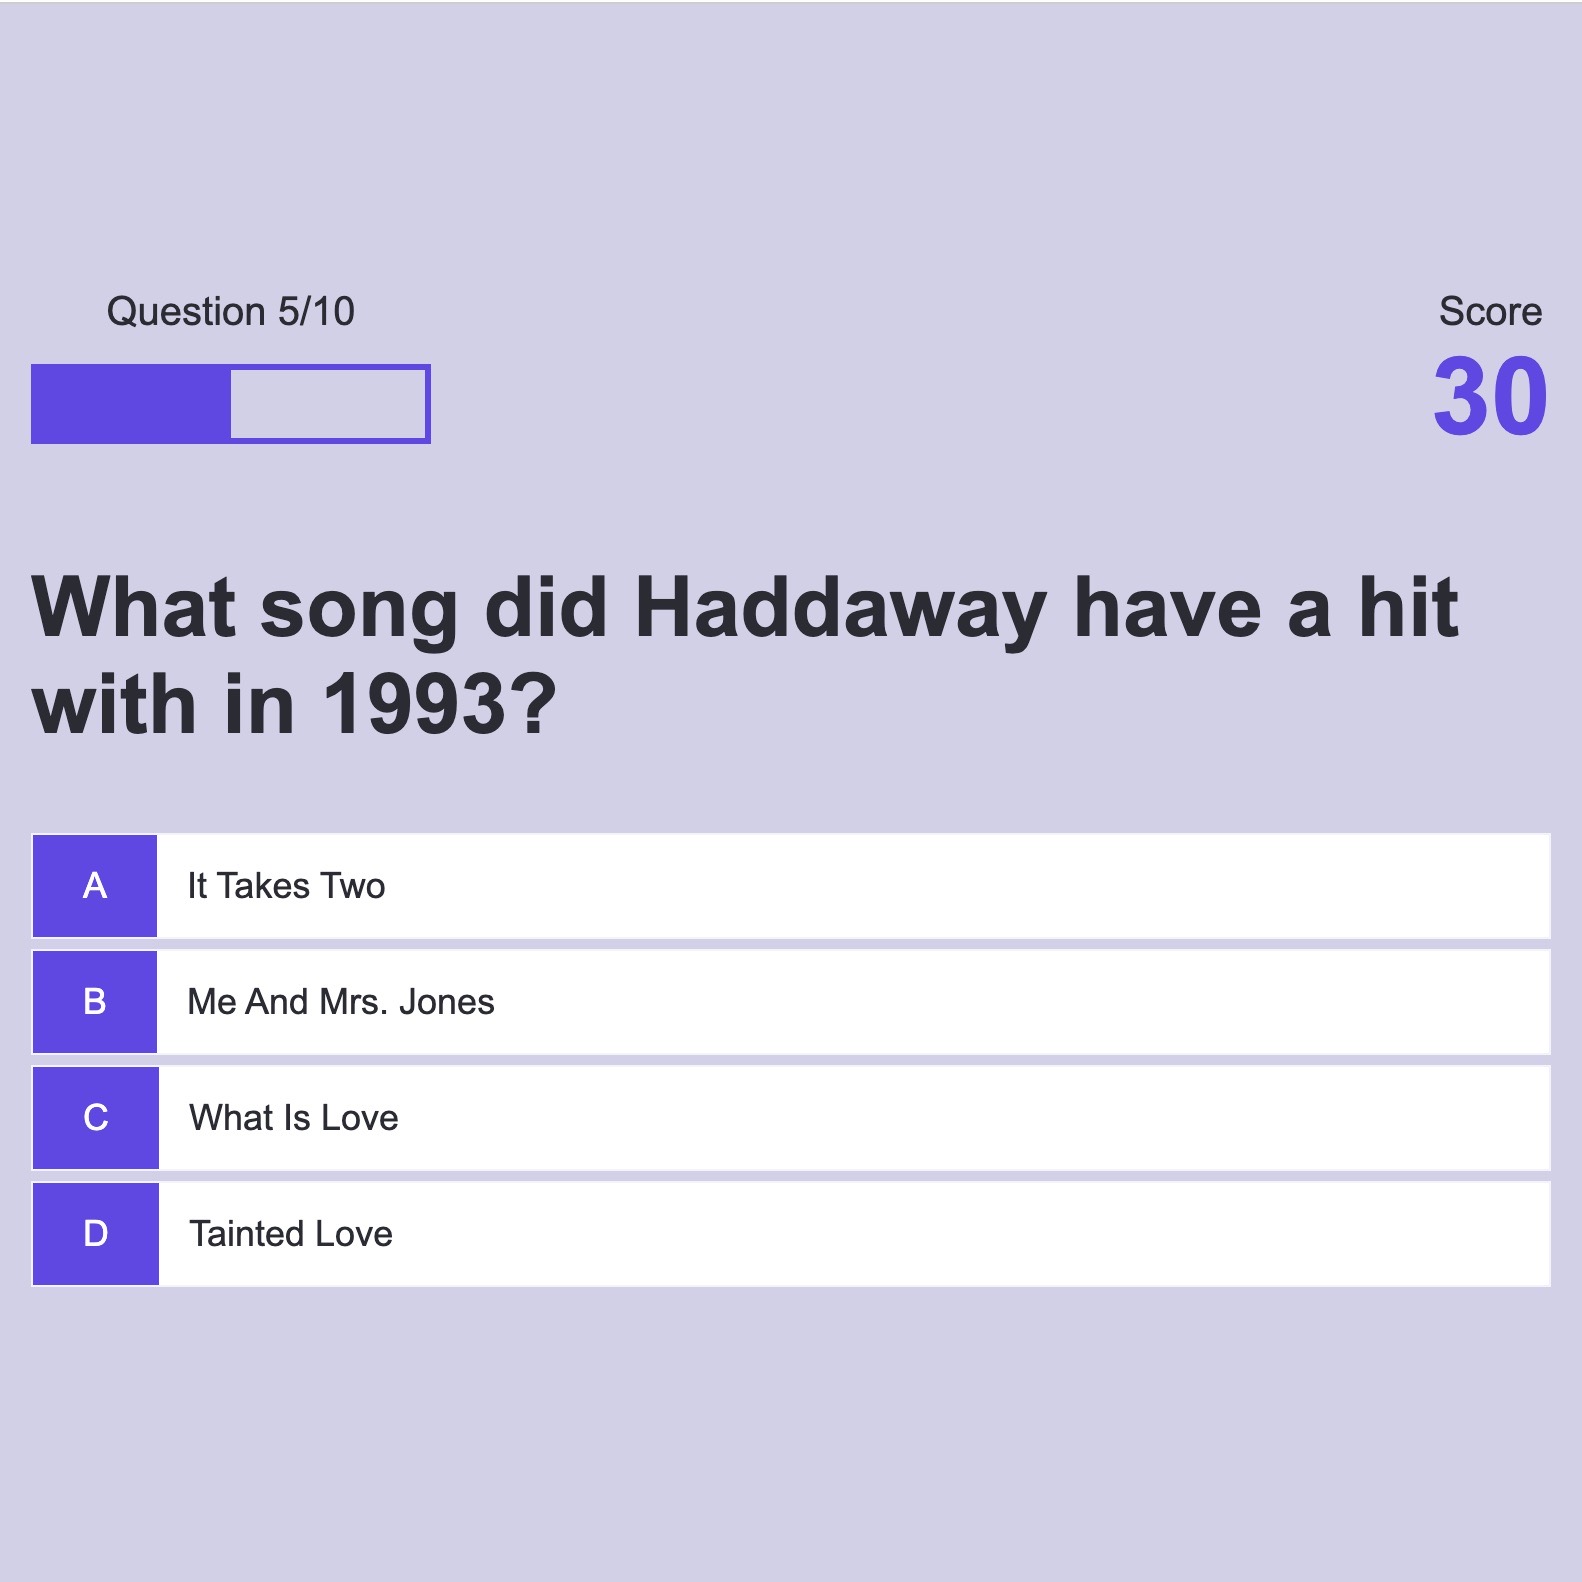 Question 5/10
Score
30
What song did Haddaway have a hit
with in 1993?
A It Takes Two
B Me And Mrs. Jones
C What Is Love
D Tainted Love